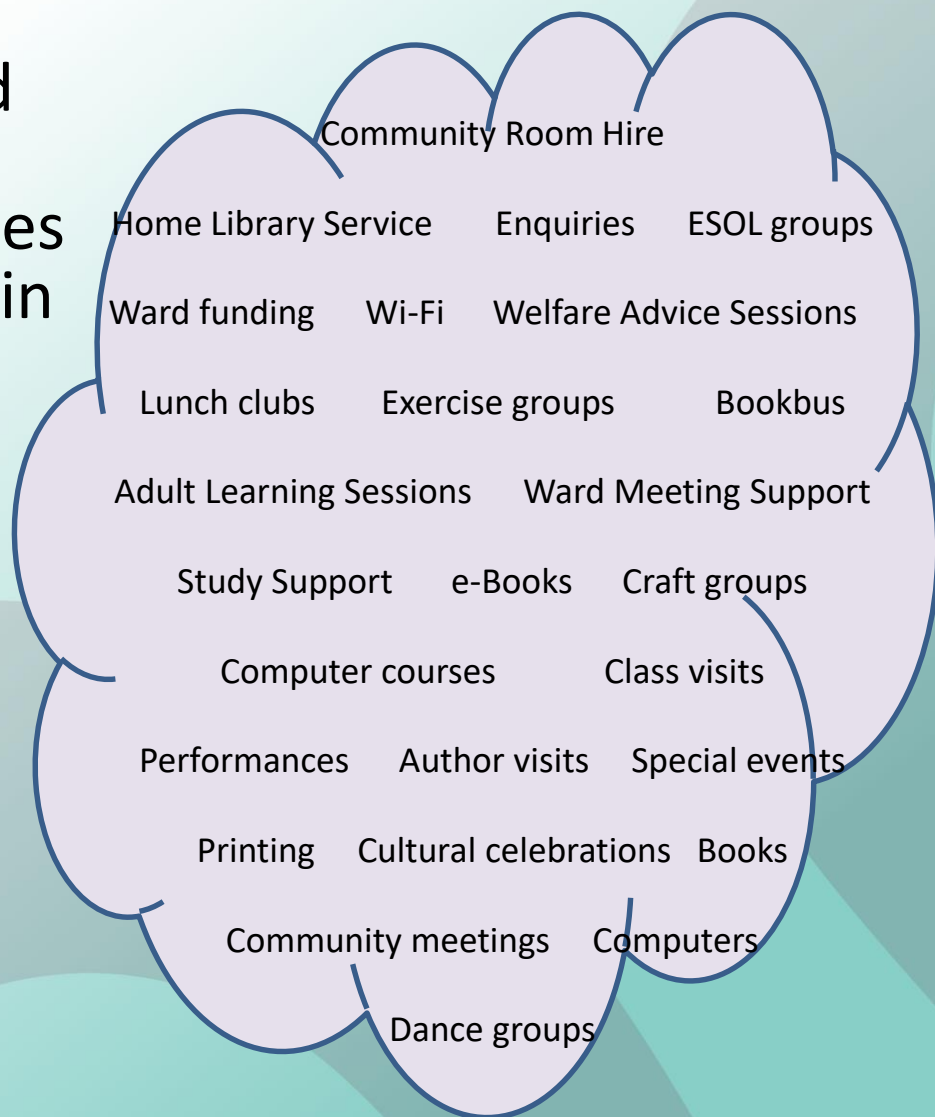 d
es
in
Community Room Hire
Home Library Service Enquiries ESOL groups
Ward funding Wi-Fi Welfare Advice Sessions
Lunch clubs Exercise groups Bookbus
Adult Learning Sessions Ward Meeting Support
Study Support e-Books Craft groups
Computer courses Class visits
Performances Author visits Special events
Printing Cultural celebrations Books
Community meetings Computers
Dance groups